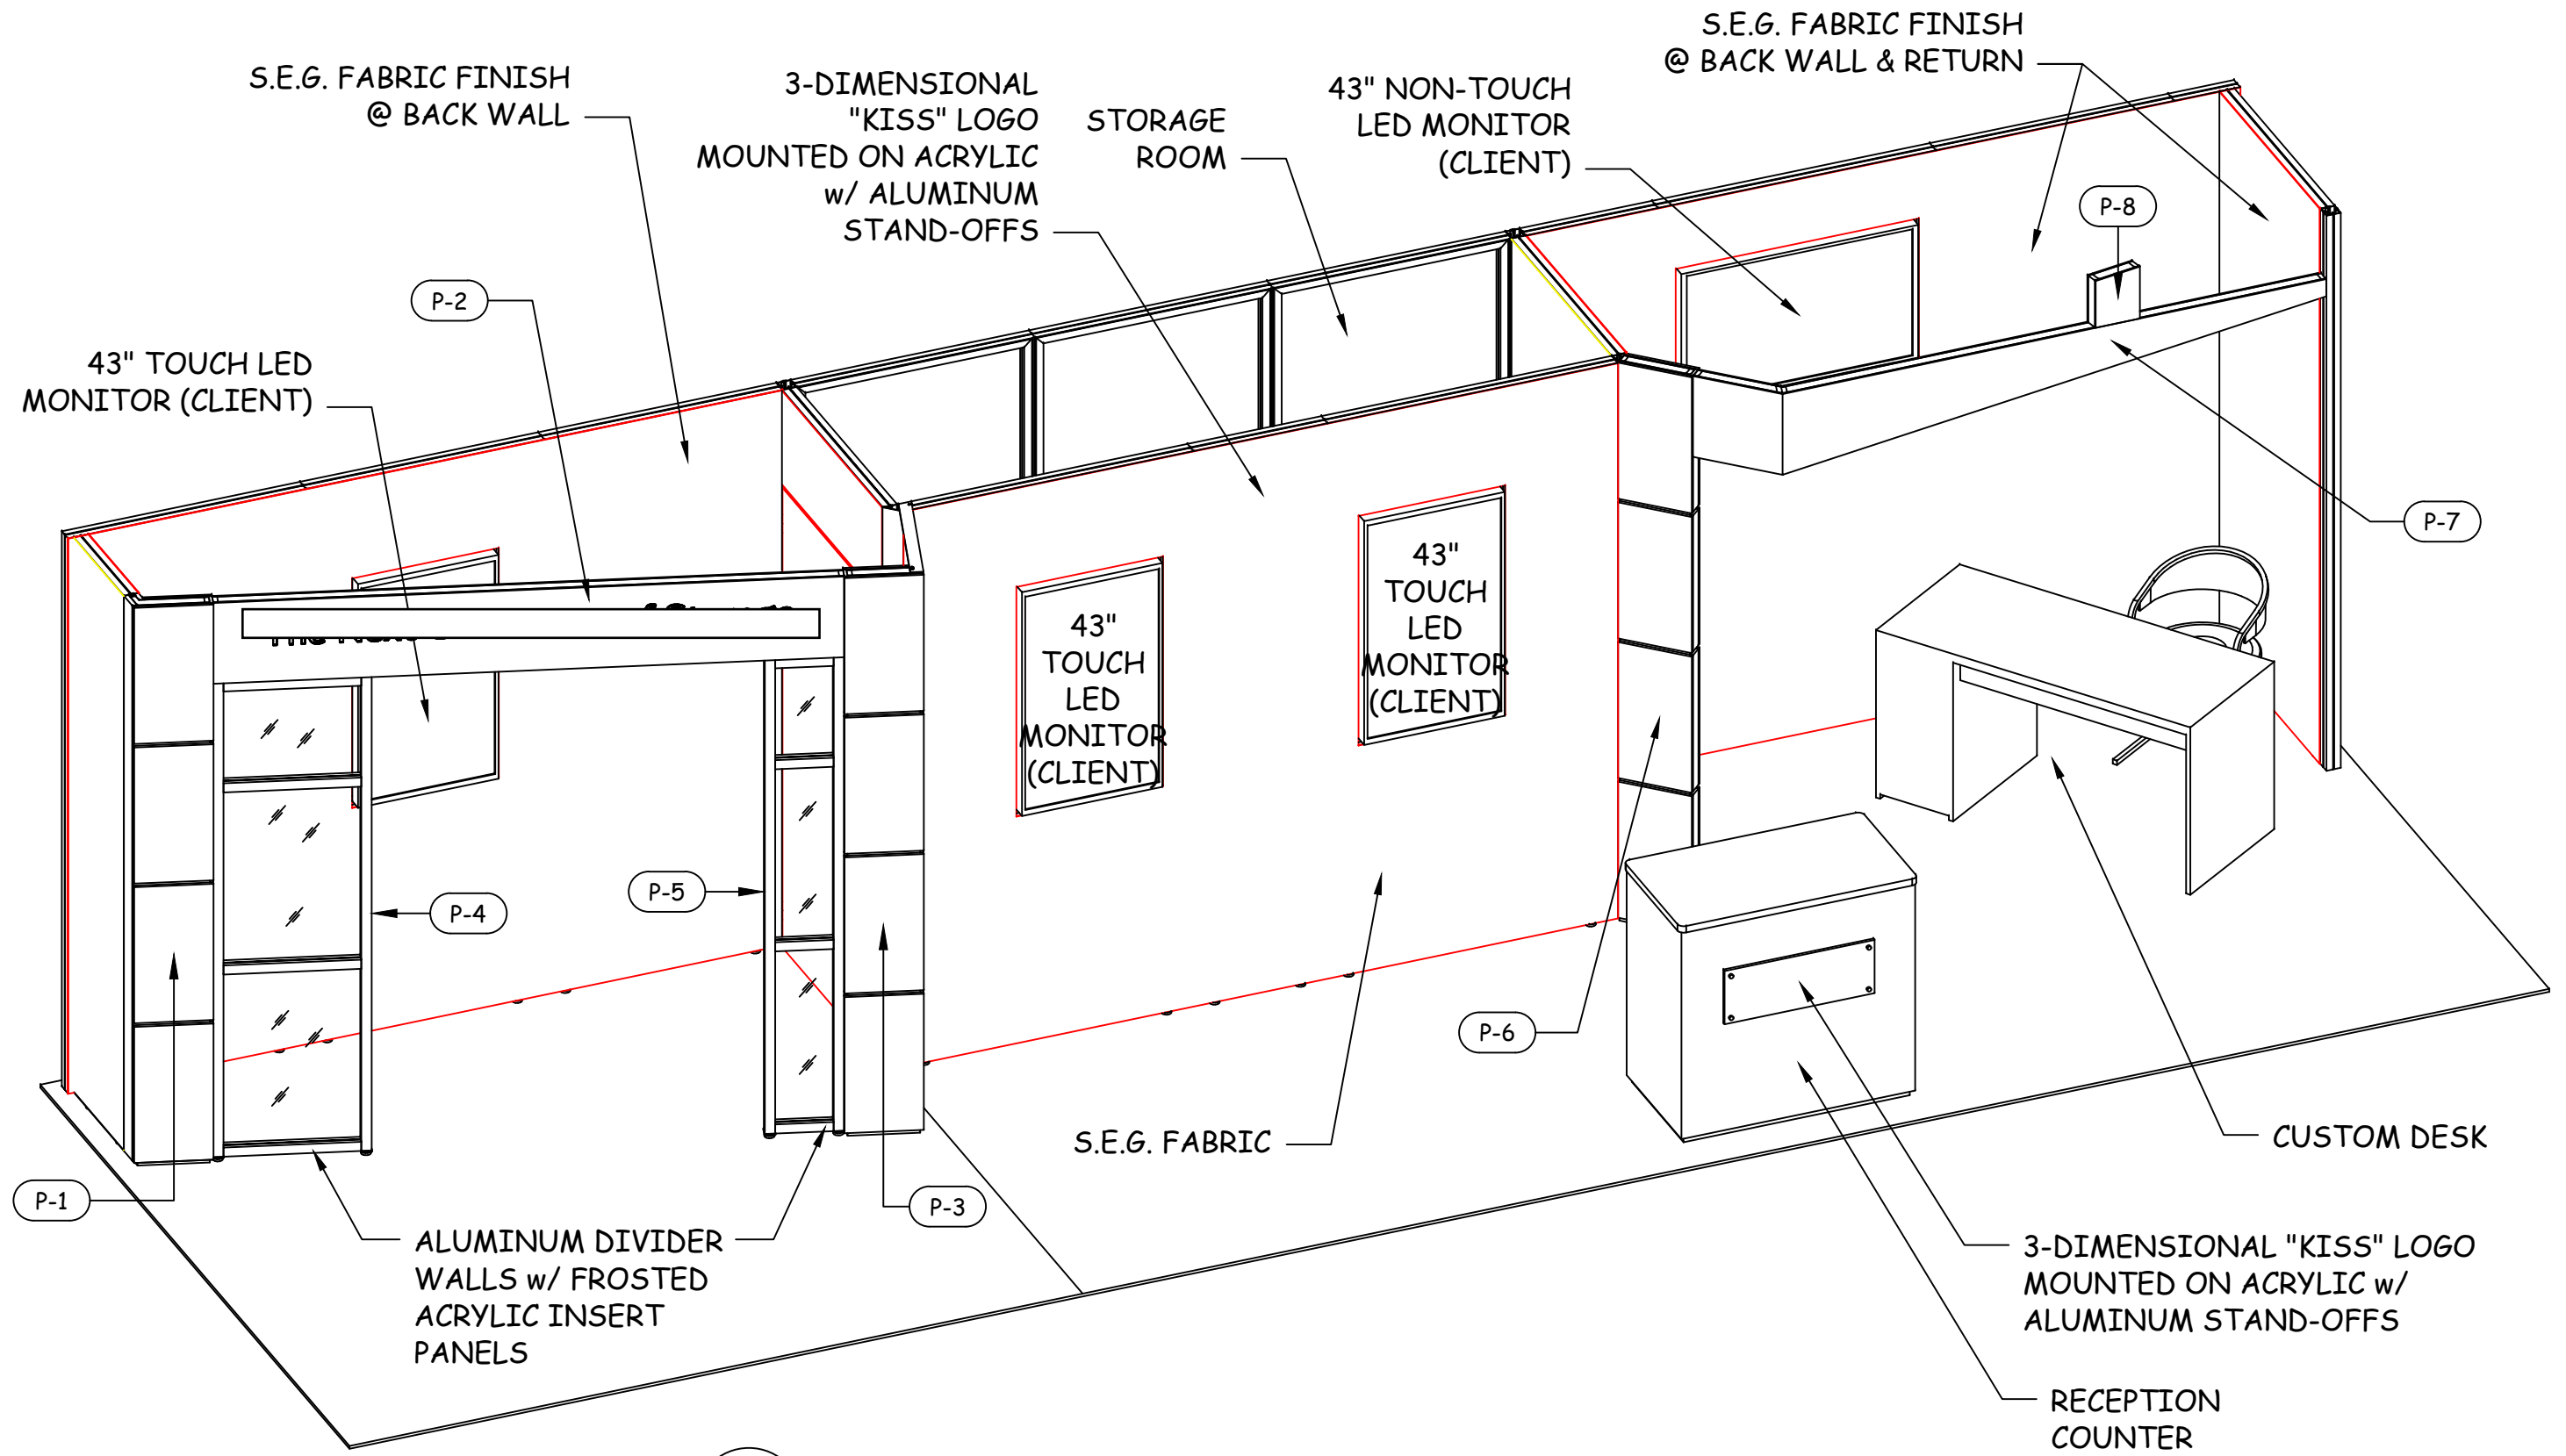 S.E.G. FABRIC FINISH
@ BACK WALL
3-DIMENSIONAL
"KISS" LOGO
MOUNTED ON ACRYLIC
w/ ALUMINUM
STAND-OFFS
STORAGE
ROOM
43" NON-TOUCH
LED MONITOR
(CLIENT)
S.E.G. FABRIC FINISH
@ BACK WALL & RETURN
P-8
P-2
43" TOUCH LED
MONITOR (CLIENT)
P-7
43"
TOUCH
LED
MONITOR
(CLIENT)
43"
TOUCH
LED
MONITOR
(CLIENT)
P-5
P-4
P-6
P-1
P-3
S.E.G. FABRIC
CUSTOM DESK
ALUMINUM DIVIDER
WALLS w/ FROSTED
ACRYLIC INSERT
PANELS
3-DIMENSIONAL "KISS" LOGO
MOUNTED ON ACRYLIC w/
ALUMINUM STAND-OFFS
RECEPTION
COUNTER